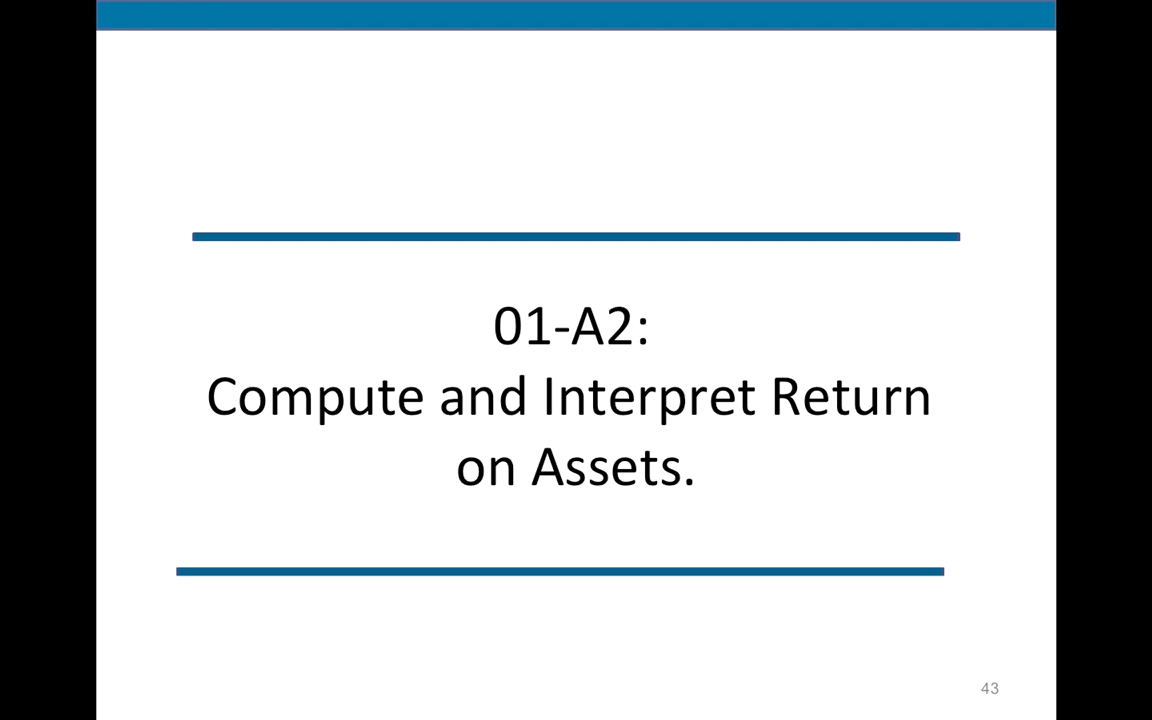 01-A2:
Compute and Interpret Return
on Assets.
43